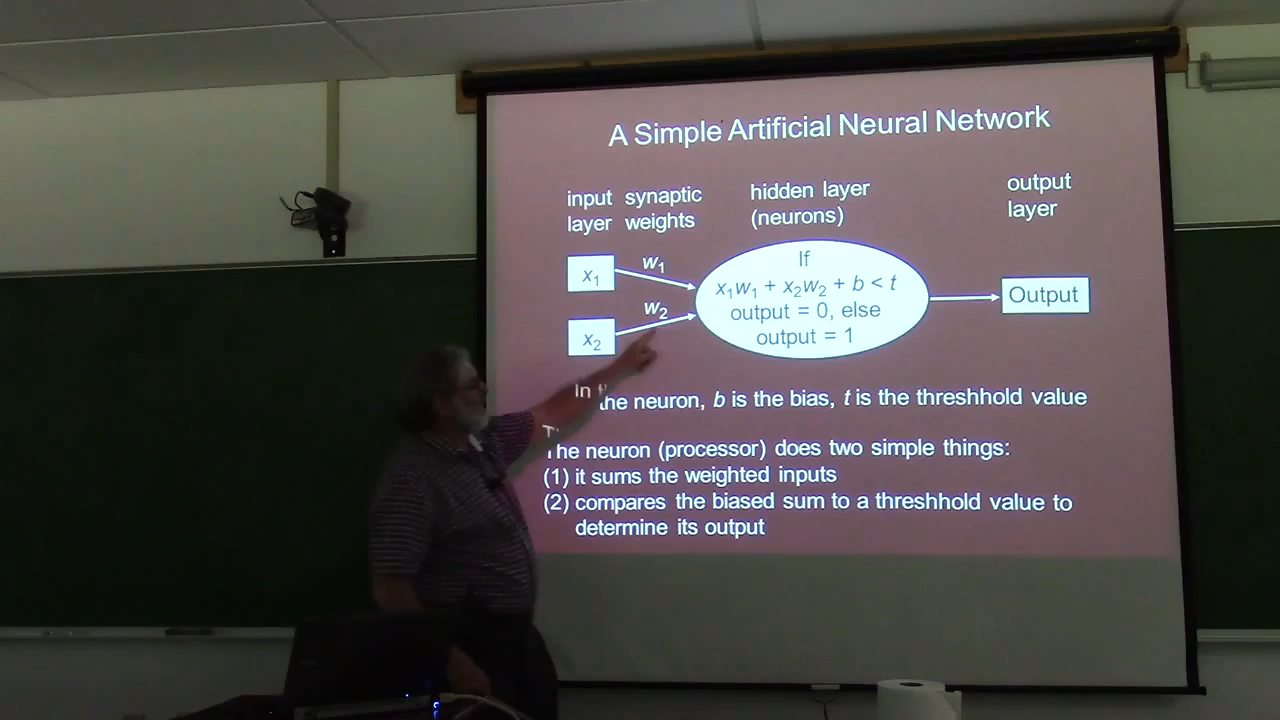 A Simple Artificial Neural Network
input layer
synaptic weights
hidden layer
(neurons)
output
layer
x₁
w₁
x₂
w₂
If
x₁w₁ + x₂w₂ + b < t
output = 0, else
output = 1
Output
In the neuron, b is the bias, t is the threshhold value
The neuron (processor) does two simple things:
(1) it sums the weighted inputs
(2) compares the biased sum to a threshhold value to
determine its output